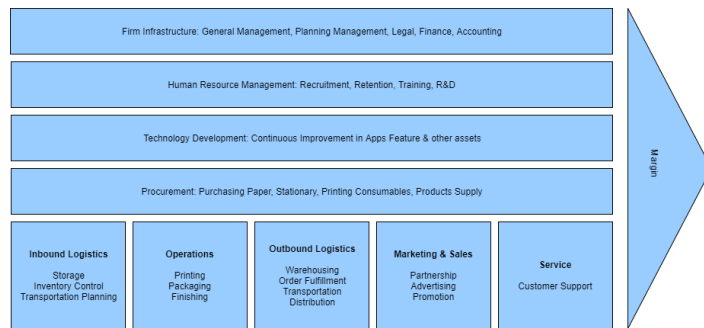 Firm Infrastructure: General Management, Planning Management, Legal, Finance, Accounting
Human Resource Management: Recruitment, Retention, Training, R&D
Technology Development: Continuous Improvement in Apps Feature & other assets
Procurement: Purchasing Paper, Stationary, Printing Consumables, Products Supply
Inbound Logistics
Storage
Inventory Control
Transportation Planning
Operations
Printing
Packaging
Finishing
Outbound Logistics
Warehousing
Order Fulfillment
Transportation
Distribution
Marketing & Sales
Partnership
Advertising
Promotion
Service
Customer Support
Margin